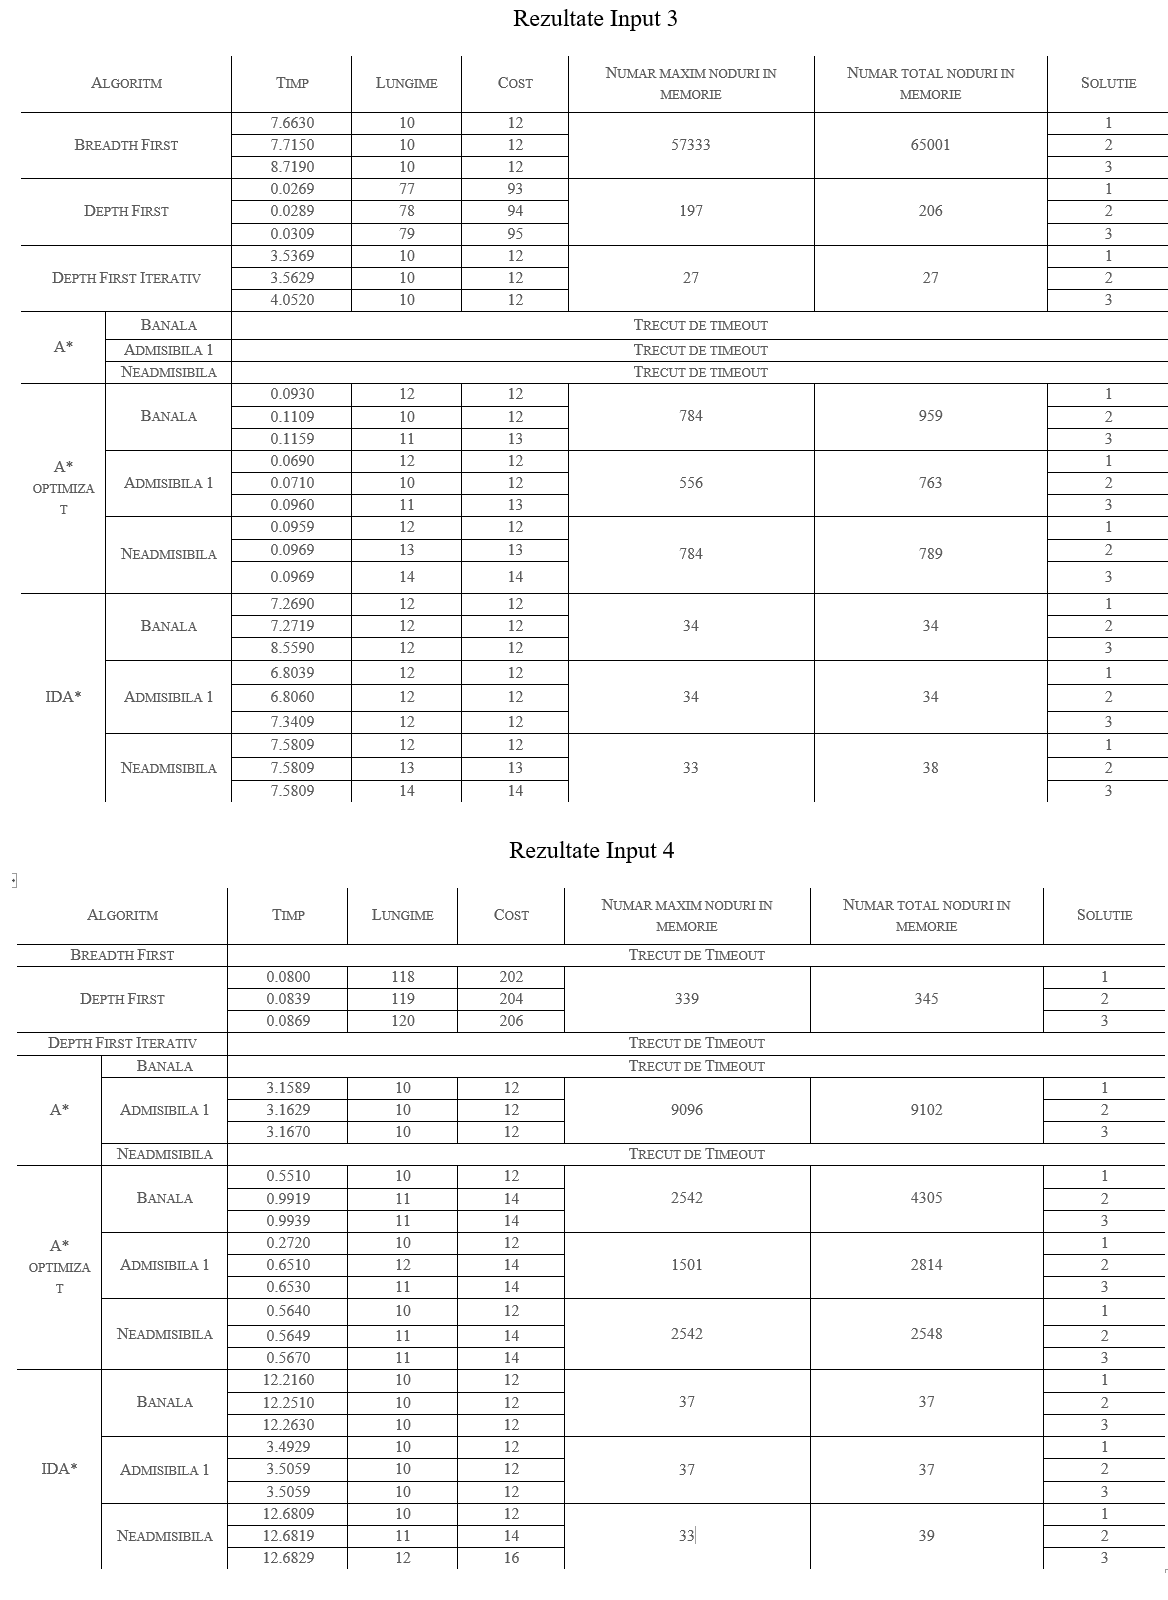 Rezultate Input 3
ALGORITM TIMP LUNGIME COST NUMAR MAXIM NODURI IN MEMORIE NUMAR TOTAL NODURI IN MEMORIE SOLUTIE
BREADTH FIRST 7.6630 10 12 57333 65001 1
7.7150 10 12 2
8.7190 10 12 3
DEPTH FIRST 0.0269 77 93 197 206 1
0.0289 78 94 2
0.0309 79 95 3
DEPTH FIRST ITERATIV 3.5369 10 12 27 27 1
3.5629 10 12 2
4.0520 10 12 3
A* BANALA TRECUT DE TIMEOUT
ADMISIBILA 1 TRECUT DE TIMEOUT
NEADMISIBILA TRECUT DE TIMEOUT
A* OPTIMIZA T BANALA 0.0930 12 12 784 959 1
0.1109 10 12 2
0.1159 11 13 3
ADMISIBILA 1 0.0690 12 12 556 763 1
0.0710 10 12 2
0.0960 11 13 3
NEADMISIBILA 0.0959 12 12 784 789 1
0.0969 13 13 2
0.0969 14 14 3
IDA* BANALA 7.2690 12 12 34 34 1
7.2719 12 12 2
8.5590 12 12 3
ADMISIBILA 1 6.8039 12 12 34 34 1
6.8060 12 12 2
7.3409 12 12 3
NEADMISIBILA 7.5809 12 12 33 38 1
7.5809 13 13 2
7.5809 14 14 3
Rezultate Input 4
ALGORITM TIMP LUNGIME COST NUMAR MAXIM NODURI IN MEMORIE NUMAR TOTAL NODURI IN MEMORIE SOLUTIE
BREADTH FIRST TRECUT DE TIMEOUT
DEPTH FIRST 0.0800 118 202 339 345 1
0.0839 119 204 2
0.0869 120 206 3
DEPTH FIRST ITERATIV TRECUT DE TIMEOUT
A* BANALA TRECUT DE TIMEOUT
ADMISIBILA 1 3.1589 10 12 9096 9102 1
3.1629 10 12 2
3.1670 10 12 3
NEADMISIBILA TRECUT DE TIMEOUT
A* OPTIMIZA T BANALA 0.5510 10 12 2542 4305 1
0.9919 11 14 2
0.9939 11 14 3
ADMISIBILA 1 0.2720 10 12 1501 2814 1
0.6510 12 14 2
0.6530 11 14 3
NEADMISIBILA 0.5640 10 12 2542 2548 1
0.5649 11 14 2
0.5670 11 14 3
IDA* BANALA 12.2160 10 12 37 37 1
12.2510 10 12 2
12.2630 10 12 3
ADMISIBILA 1 3.4929 10 12 37 37 1
3.5059 10 12 2
3.5059 10 12 3
NEADMISIBILA 12.6809 10 12 33 39 1
12.6819 11 14 2
12.6829 12 16 3